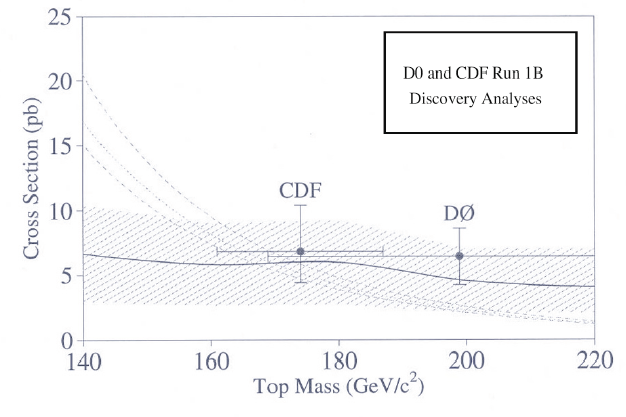 25
20
15
10
5
0
Cross Section (pb)
D0 and CDF Run 1B
Discovery Analyses
CDF
DØ
140
160
180
200
220
Top Mass (GeV/c²)